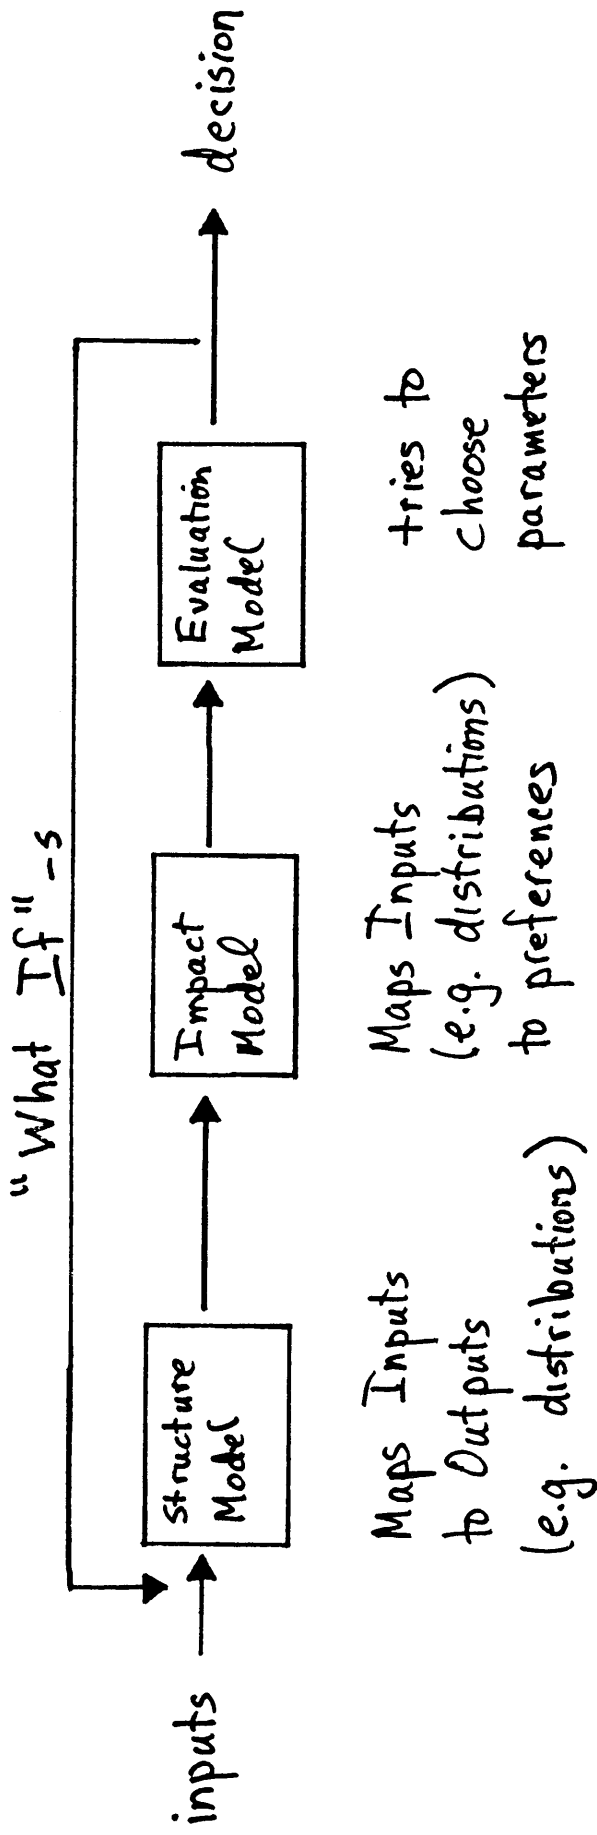 "What If"-s
inputs
Structure
Model
Impact
Model
Evaluation
Model
decision
Maps Inputs
to Outputs
(e.g. distributions)
Maps Inputs
(e.g. distributions)
to preferences
tries to
choose
parameters